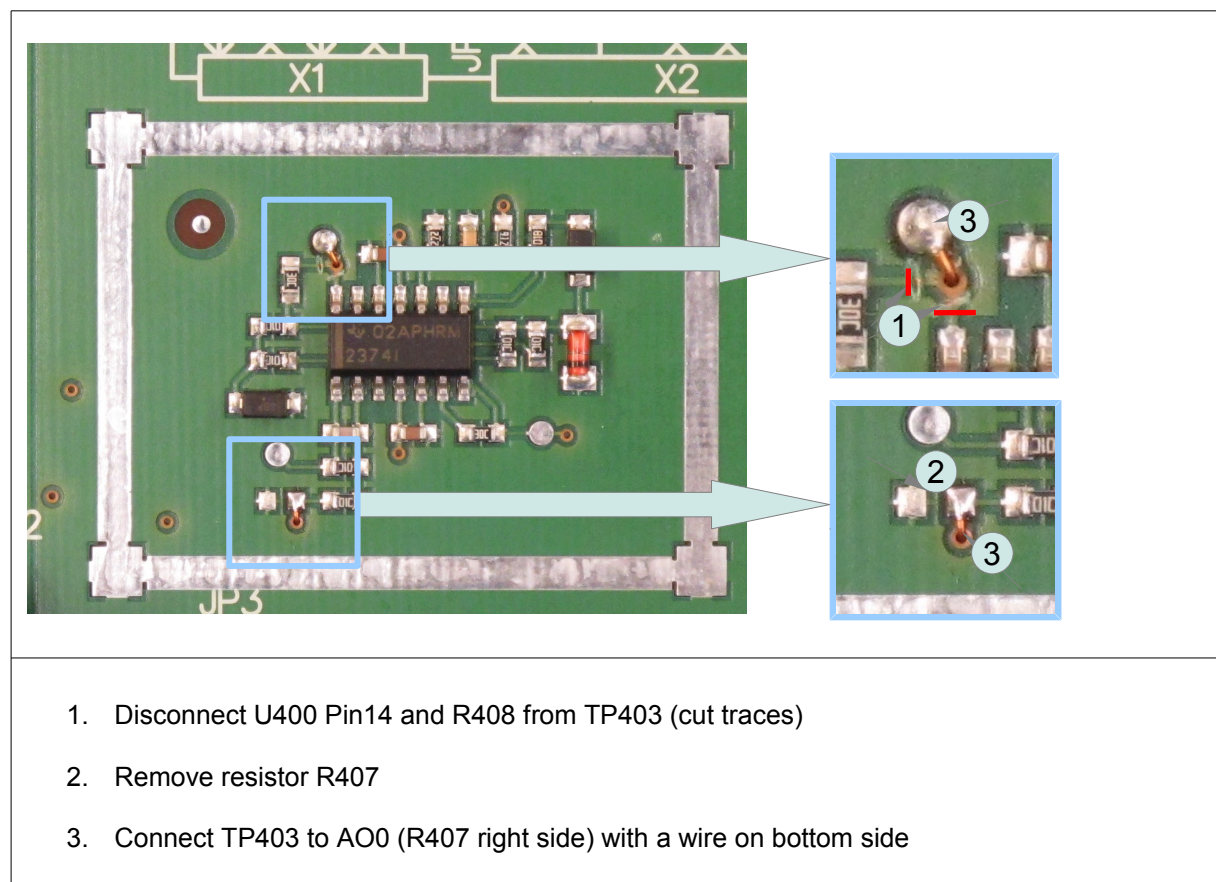 X1
X2
02APHRM
2374I
JP3
3
1
2
3
1. Disconnect U400 Pin14 and R408 from TP403 (cut traces)
2. Remove resistor R407
3. Connect TP403 to AO0 (R407 right side) with a wire on bottom side